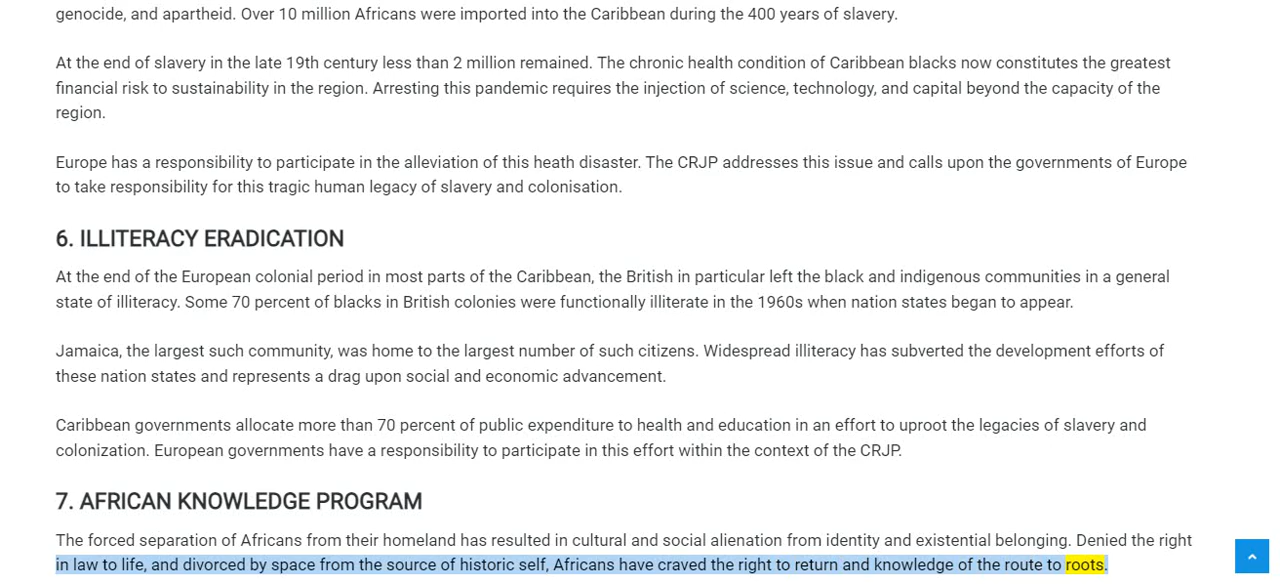 genocide, and apartheid. Over 10 million Africans were imported into the Caribbean during the 400 years of slavery.
At the end of slavery in the late 19th century less than 2 million remained. The chronic health condition of Caribbean blacks now constitutes the greatest
financial risk to sustainability in the region. Arresting this pandemic requires the injection of science, technology, and capital beyond the capacity of the
region.
Europe has a responsibility to participate in the alleviation of this heath disaster. The CRJP addresses this issue and calls upon the governments of Europe
to take responsibility for this tragic human legacy of slavery and colonisation.
6. ILLITERACY ERADICATION
At the end of the European colonial period in most parts of the Caribbean, the British in particular left the black and indigenous communities in a general
state of illiteracy. Some 70 percent of blacks in British colonies were functionally illiterate in the 1960s when nation states began to appear.
Jamaica, the largest such community, was home to the largest number of such citizens. Widespread illiteracy has subverted the development efforts of
these nation states and represents a drag upon social and economic advancement.
Caribbean governments allocate more than 70 percent of public expenditure to health and education in an effort to uproot the legacies of slavery and
colonization. European governments have a responsibility to participate in this effort within the context of the CRJP.
7. AFRICAN KNOWLEDGE PROGRAM
The forced separation of Africans from their homeland has resulted in cultural and social alienation from identity and existential belonging. Denied the right
in law to life, and divorced by space from the source of historic self, Africans have craved the right to return and knowledge of the route to roots.